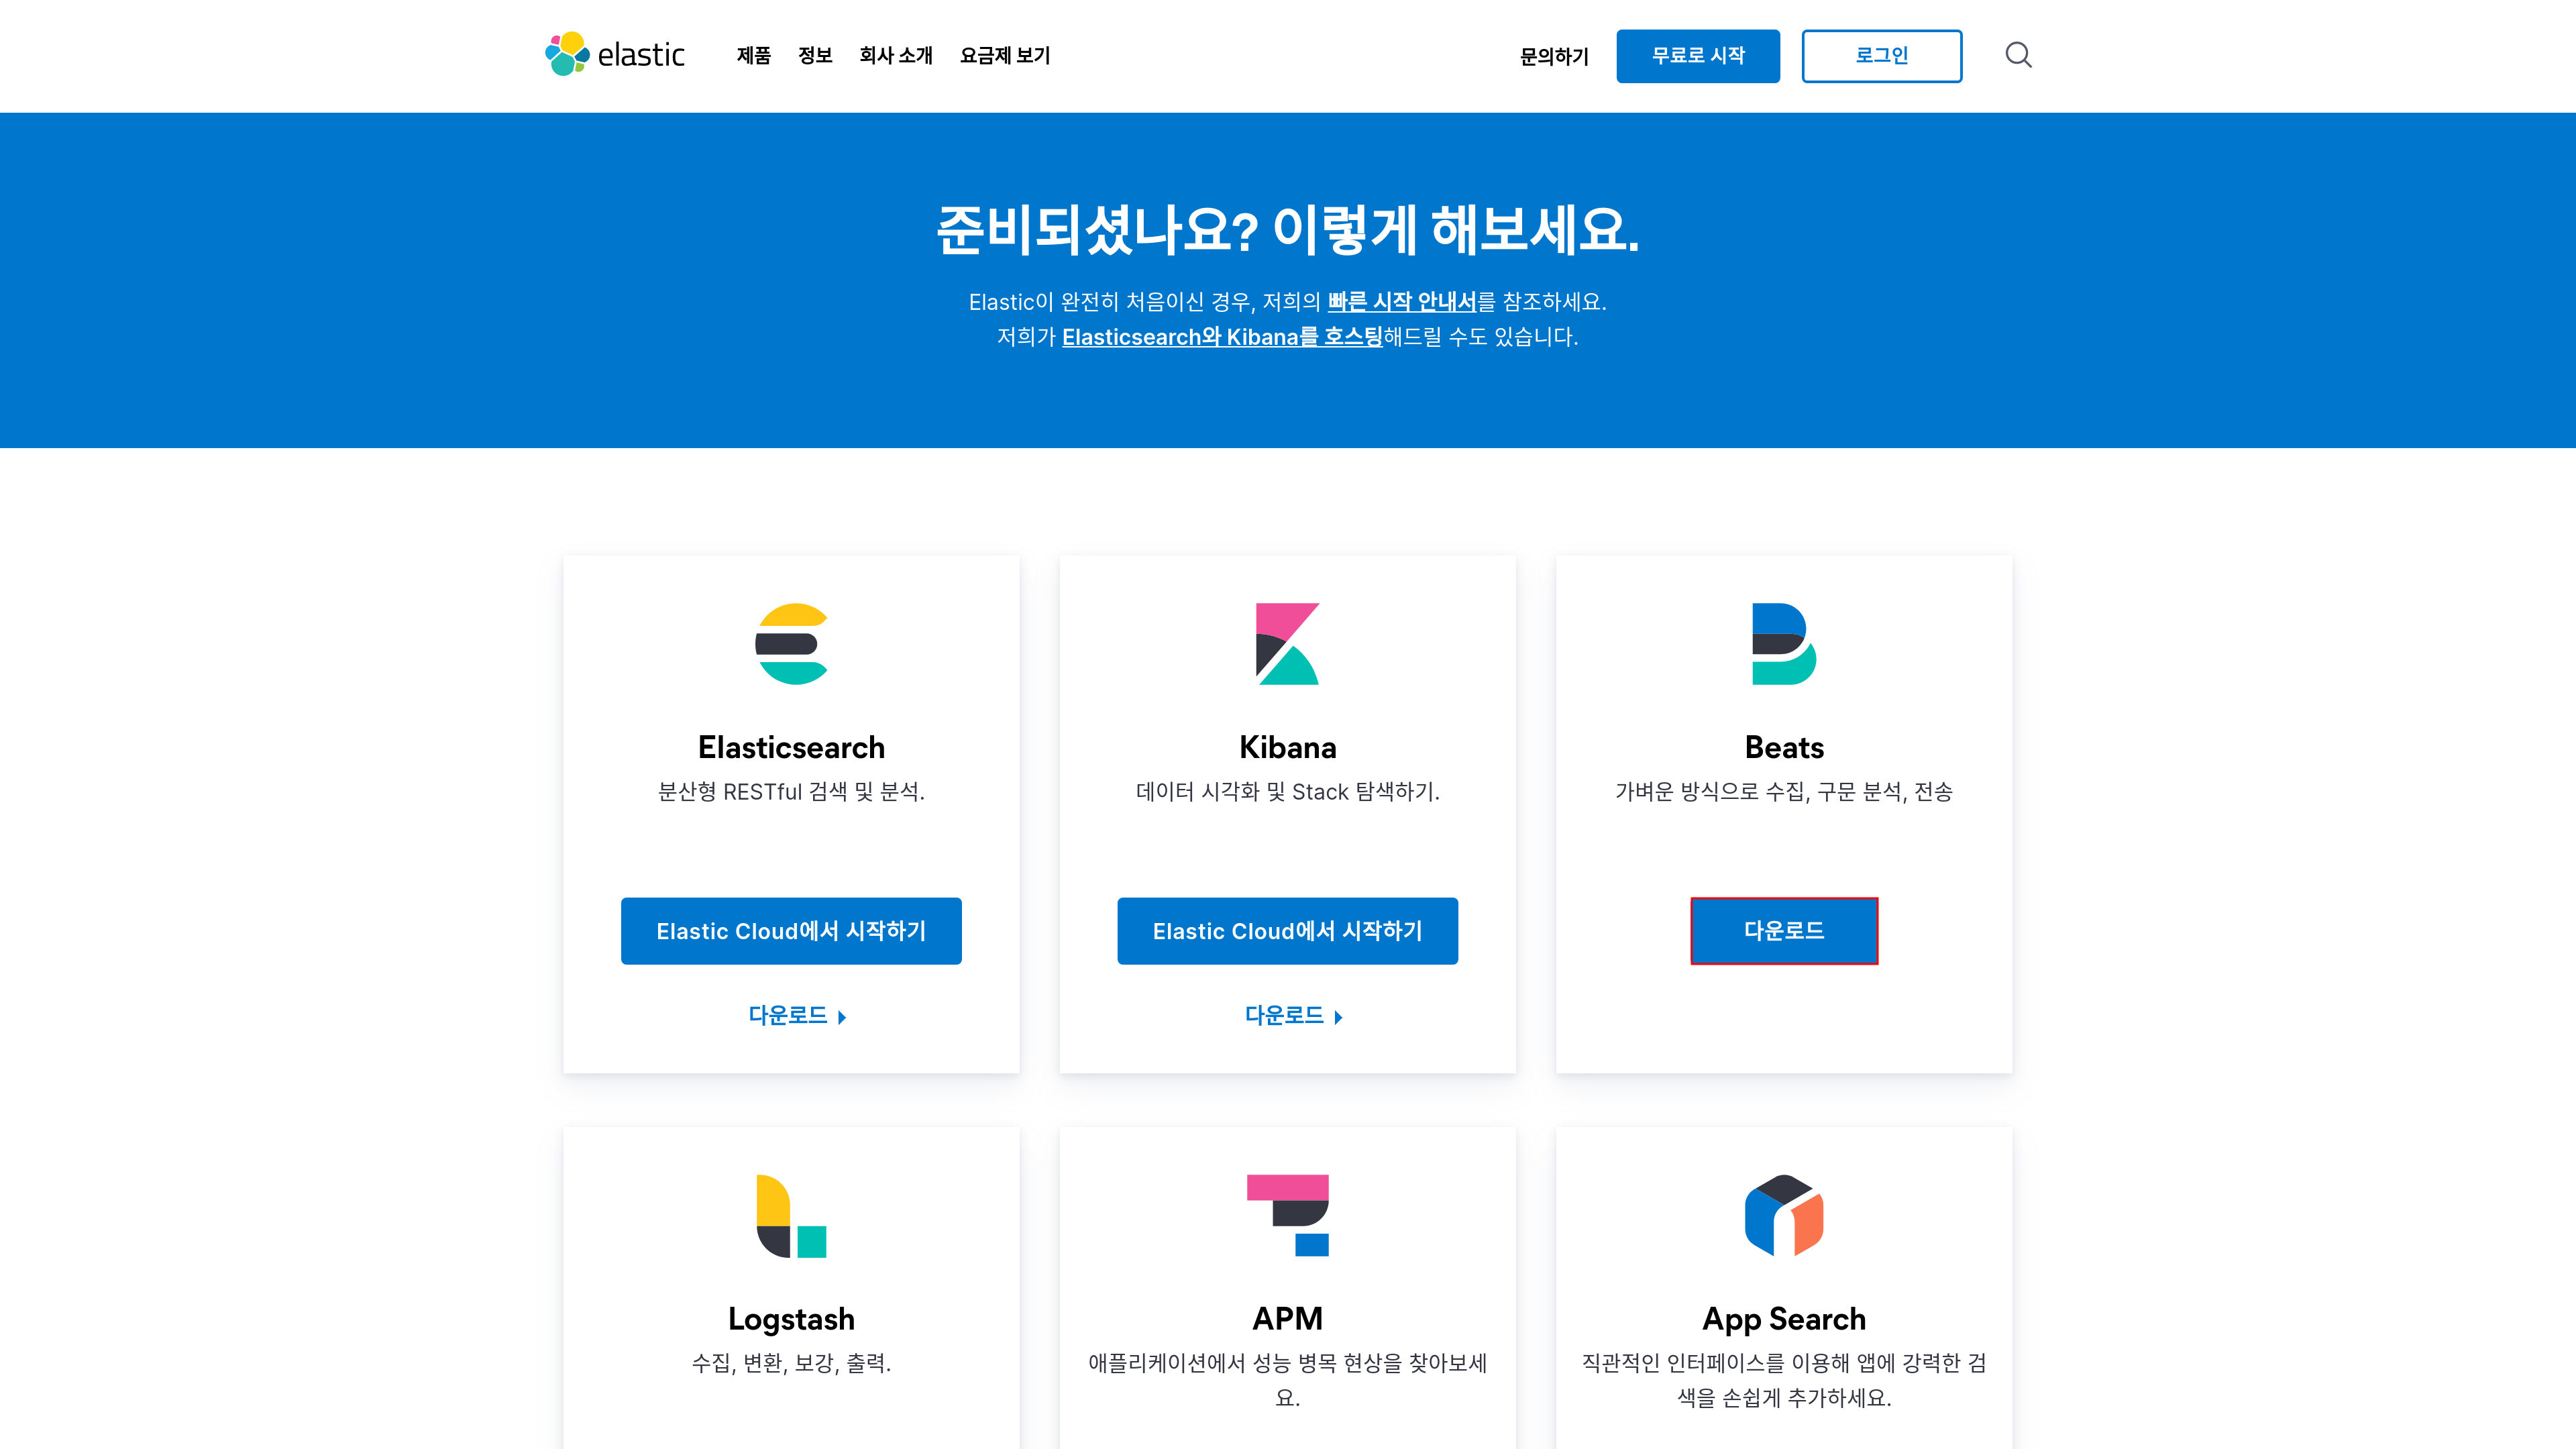 elastic 제품 정보 회사 소개 요금제 보기 문의하기 무료로 시작 로그인
준비되셨나요? 이렇게 해보세요.
Elastic이 완전히 처음이신 경우, 저희의 빠른 시작 안내서를 참조하세요.
저희가 Elasticsearch와 Kibana를 호스팅해드릴 수도 있습니다.
Elasticsearch
분산형 RESTful 검색 및 분석.
Elastic Cloud에서 시작하기
다운로드
Kibana
데이터 시각화 및 Stack 탐색하기.
Elastic Cloud에서 시작하기
다운로드
Beats
가벼운 방식으로 수집, 구문 분석, 전송
다운로드
Logstash
수집, 변환, 보강, 출력.
APM
애플리케이션에서 성능 병목 현상을 찾아보세
요.
App Search
직관적인 인터페이스를 이용해 앱에 강력한 검
색을 손쉽게 추가하세요.